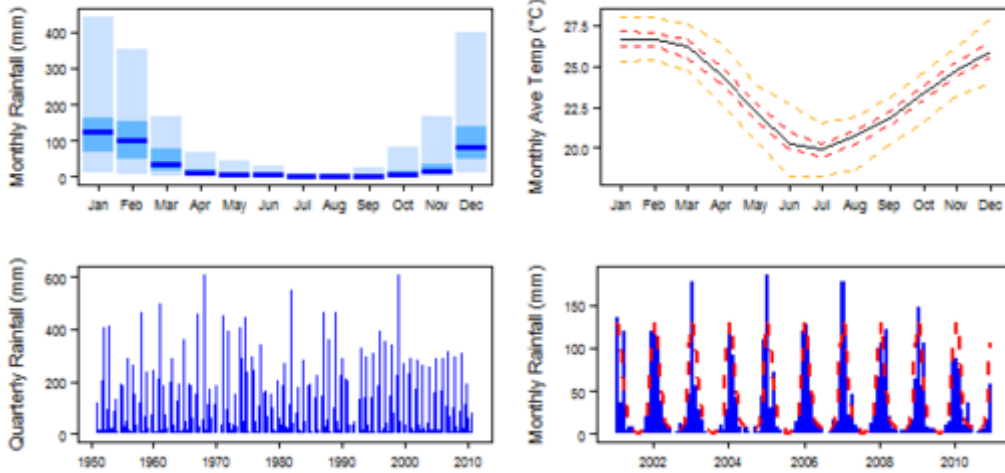 Monthly Rainfall (mm)
400
300
200
100
0
Jan Feb Mar Apr May Jun Jul Aug Sep Oct Nov Dec
Monthly Ave Temp (°C)
27.5
25.0
22.5
20.0
Jan Feb Mar Apr May Jun Jul Aug Sep Oct Nov Dec
Quarterly Rainfall (mm)
600
400
200
0
1950 1960 1970 1980 1990 2000 2010
Monthly Rainfall (mm)
150
100
50
0
2002 2004 2006 2008 2010